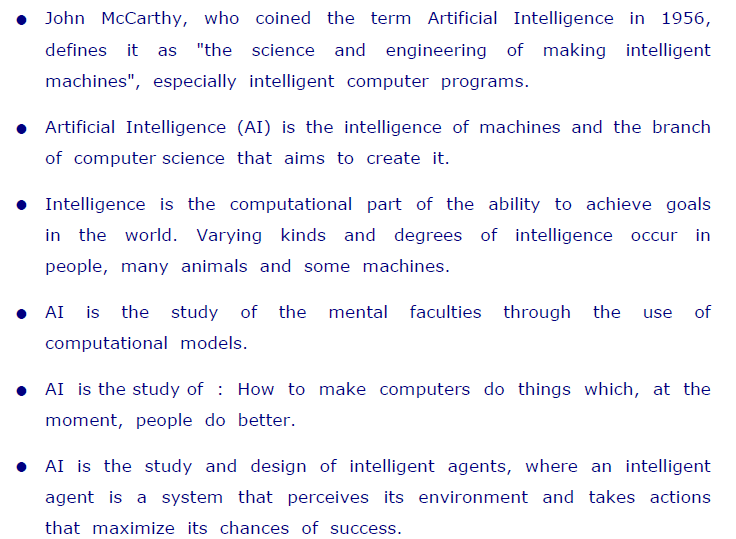 ● John McCarthy, who coined the term Artificial Intelligence in 1956,
defines it as "the science and engineering of making intelligent
machines", especially intelligent computer programs.
● Artificial Intelligence (AI) is the intelligence of machines and the branch
of computer science that aims to create it.
● Intelligence is the computational part of the ability to achieve goals
in the world. Varying kinds and degrees of intelligence occur in
people, many animals and some machines.
● AI is the study of the mental faculties through the use of
computational models.
● AI is the study of : How to make computers do things which, at the
moment, people do better.
● AI is the study and design of intelligent agents, where an intelligent
agent is a system that perceives its environment and takes actions
that maximize its chances of success.